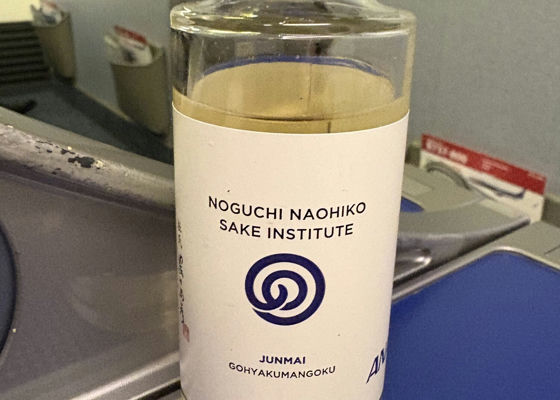 NOGUCHI NAOHIKO
SAKE INSTITUTE
JUNMAI
GOHYAKUMANGOKU